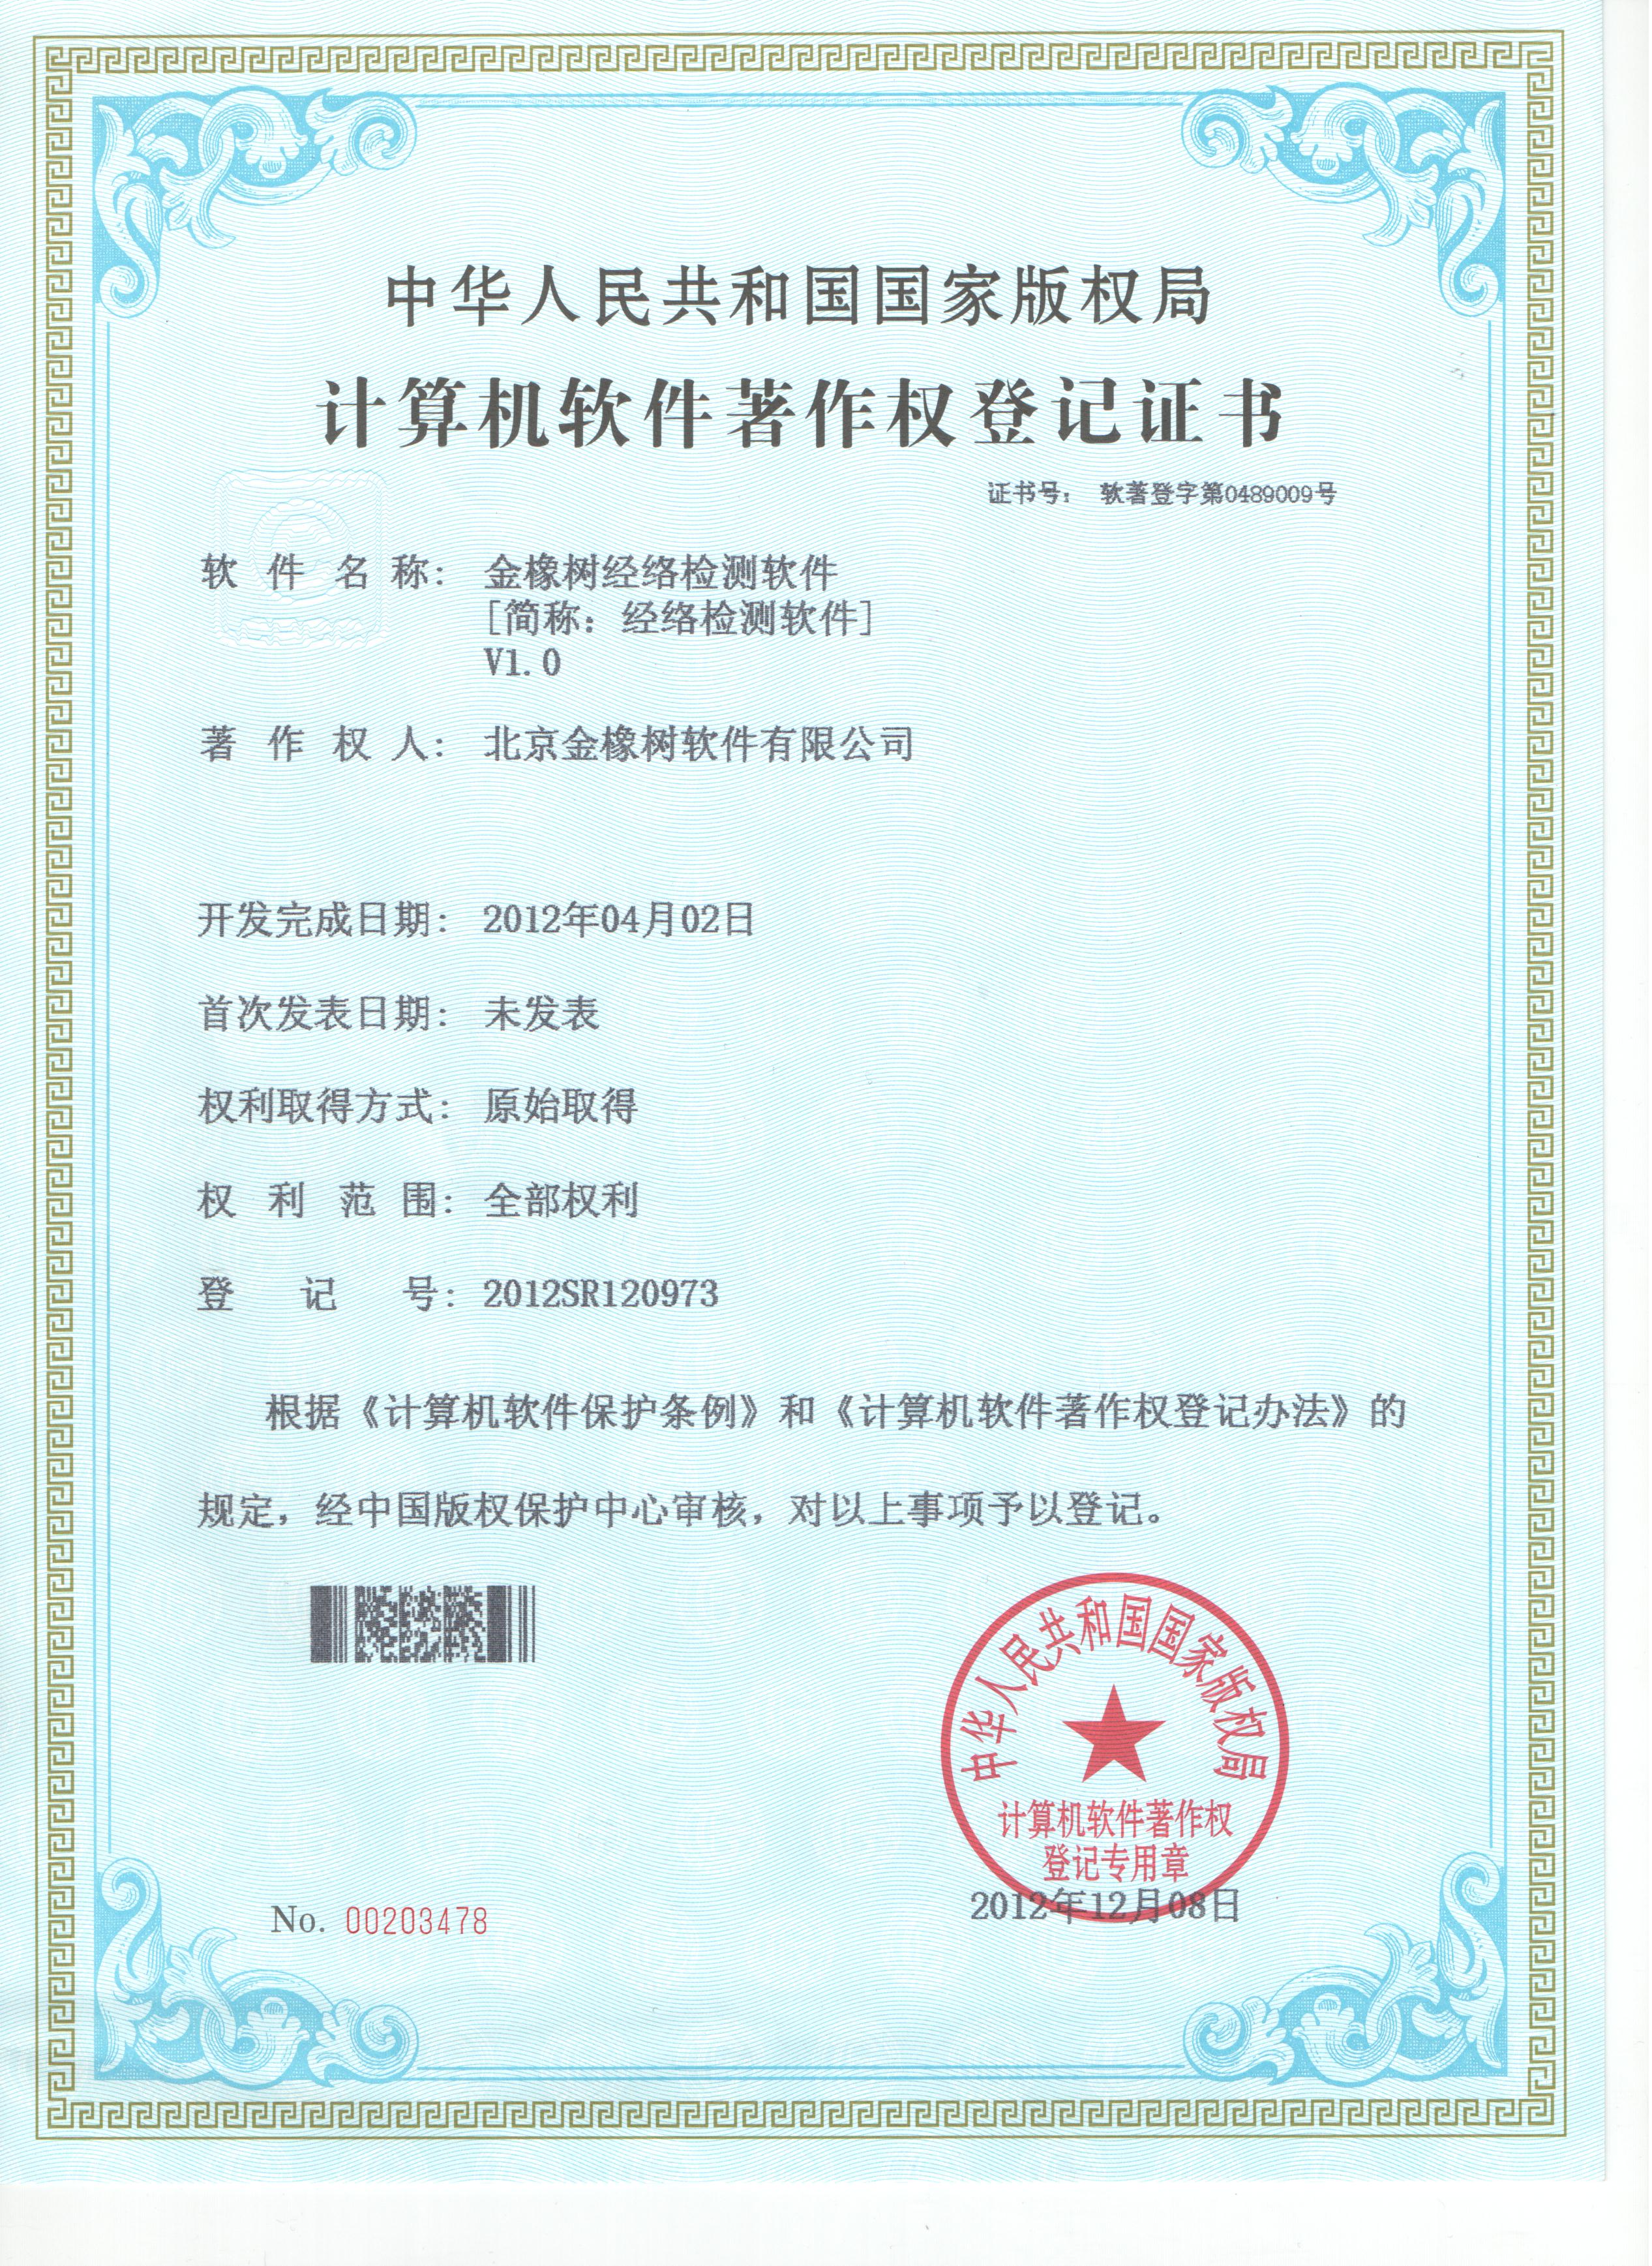 中华人民共和国国家版权局
计算机软件著作权登记证书
证书号： 软著登字第0489009号
软件名称： 金橡树经络检测软件
[简称：经络检测软件]
V1.0
著作权人： 北京金橡树软件有限公司
开发完成日期： 2012年04月02日
首次发表日期： 未发表
权利取得方式： 原始取得
权利范围： 全部权利
登记号： 2012SR120973
根据《计算机软件保护条例》和《计算机软件著作权登记办法》的
规定，经中国版权保护中心审核，对以上事项予以登记。
中华人民共和国国家版权局
计算机软件著作权
登记专用章
2012年12月08日
No. 00203478